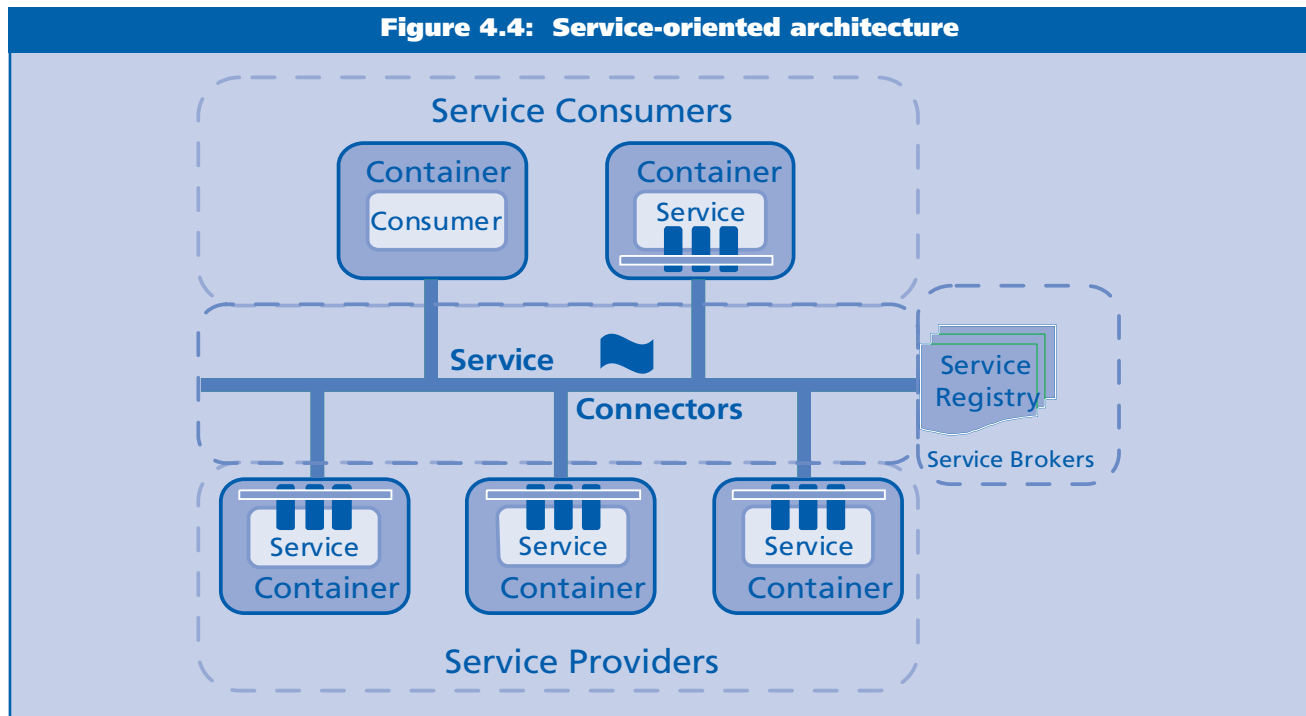 Figure 4.4: Service-oriented architecture
Service Consumers
Container
Consumer
Container
Service
Service
Connectors
Service
Registry
Service Brokers
Service
Container
Service
Container
Service
Container
Service Providers